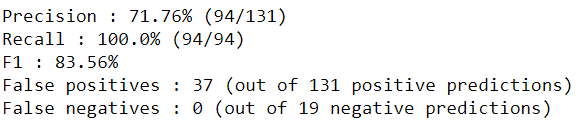 Precision : 71.76% (94/131)
Recall : 100.0% (94/94)
F1 : 83.56%
False positives : 37 (out of 131 positive predictions)
False negatives : 0 (out of 19 negative predictions)